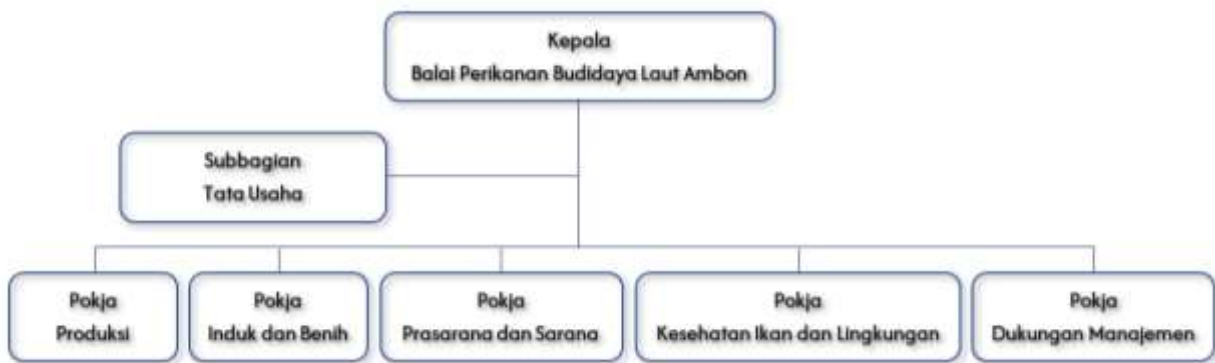 Kepala
Balai Perikanan Budidaya Laut Ambon
Subbagian
Tata Usaha
Pokja
Produksi
Pokja
Induk dan Benih
Pokja
Prasarana dan Sarana
Pokja
Kesehatan Ikan dan Lingkungan
Pokja
Dukungan Manajemen